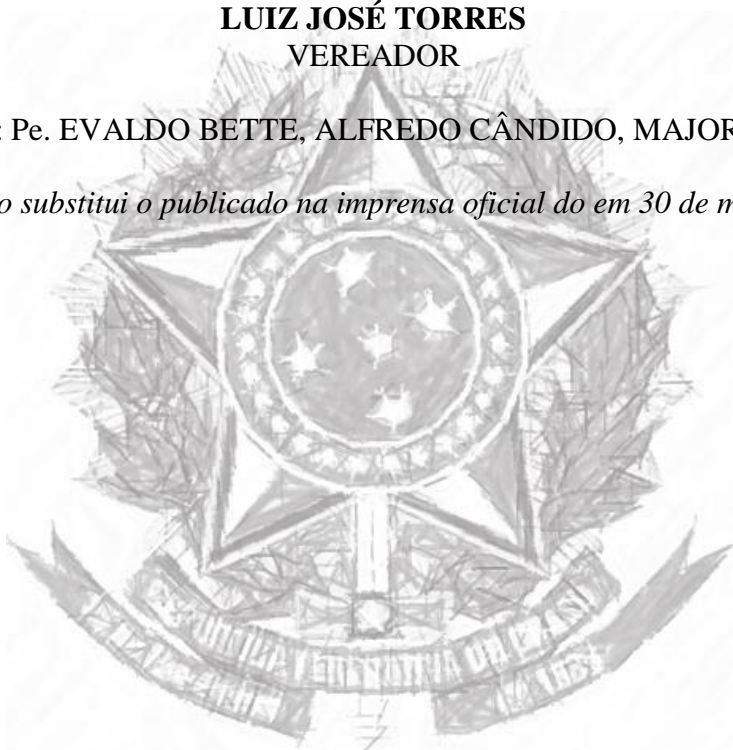 LUIZ JOSÉ TORRES
VEREADOR
: Pe. EVALDO BETTE, ALFREDO CÂNDIDO, MAJOR
o substitui o publicado na imprensa oficial do em 30 de m